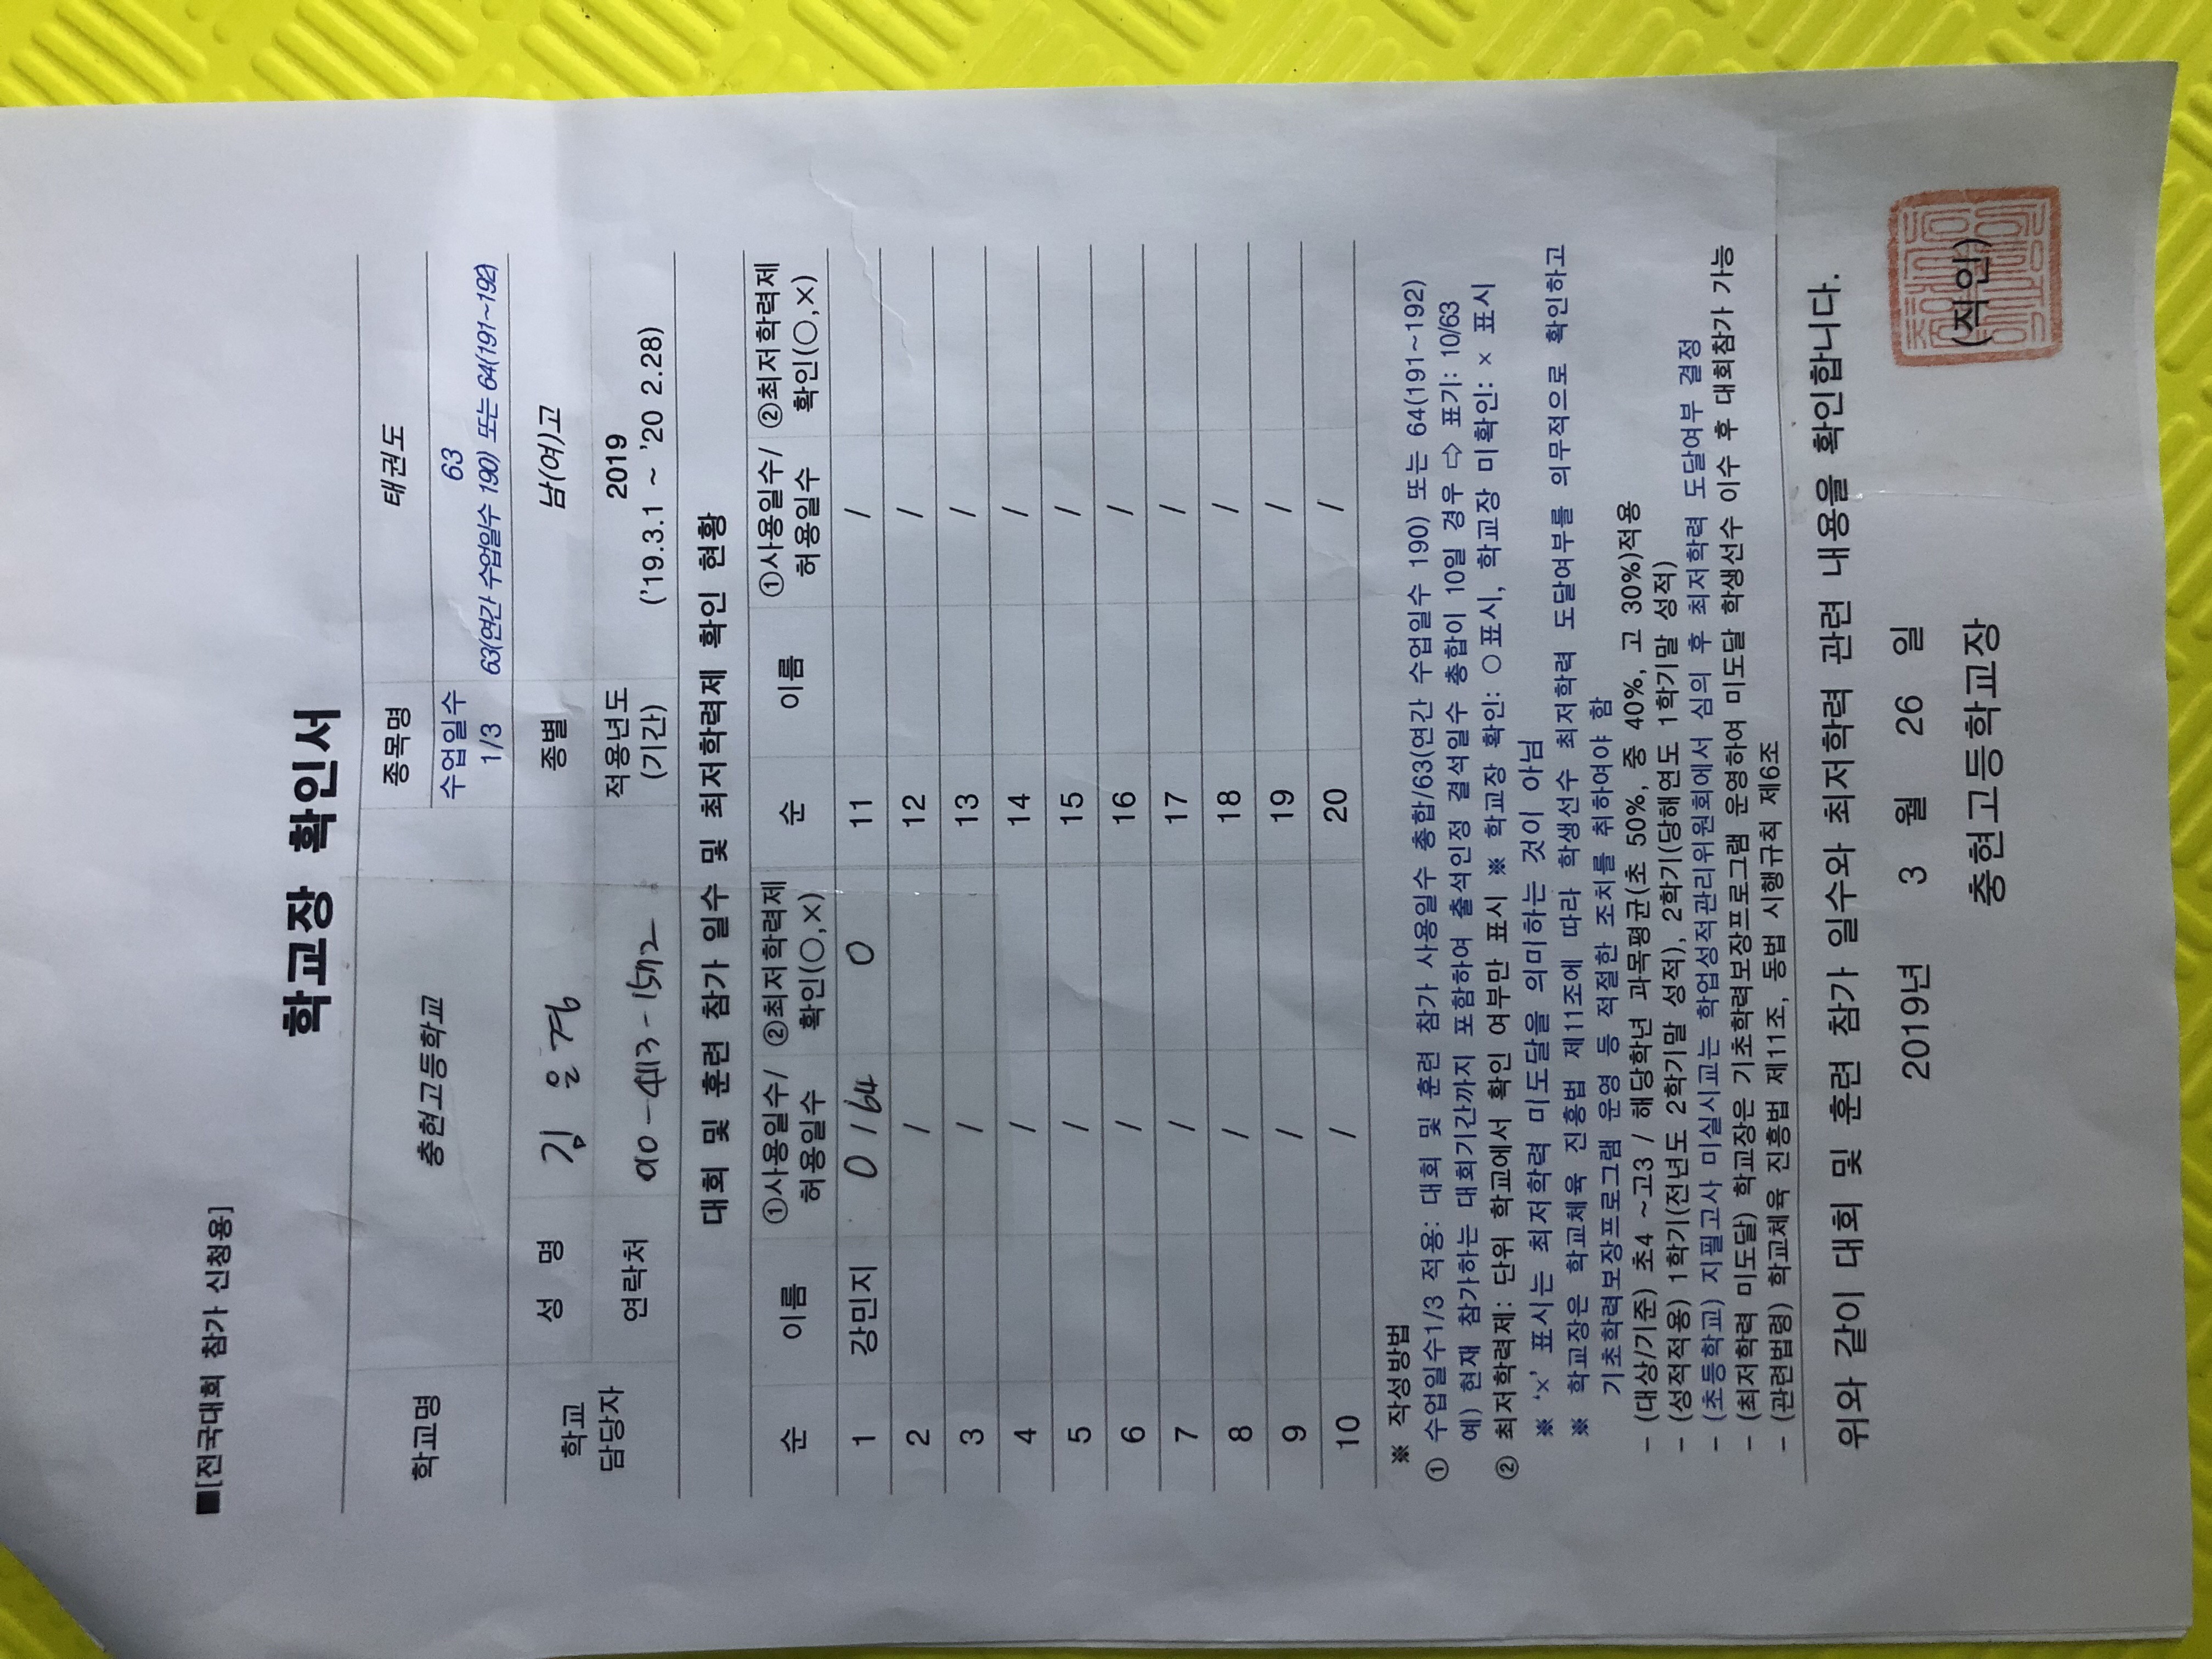 ■[전국대회 참가 신청용]
학교장 확인서
학교명 충현고등학교 종목명 태권도
수업일수 1/3 63
63(연간 수업일수 190) 또는 64(191~192)
학교 담당자 성 명 김 은 경 종별 남(여)고
연락처 적용년도 (기간) 2019
('19.3.1 ~ '20 2.28)
대회 및 훈련 참가 일수 및 최저학력제 확인 현황
순 이름 ①사용일수/허용일수 ②최저학력제 확인(○,×) 순 이름 ①사용일수/허용일수 ②최저학력제 확인(○,×)
1 강민지 0 / 64 0 11 /
2 / 12 /
3 / 13 /
4 / 14 /
5 / 15 /
6 / 16 /
7 / 17 /
8 / 18 /
9 / 19 /
10 / 20 /
※ 작성방법
① 수업일수1/3 적용: 대회 및 훈련 참가 사용일수 총합/63(연간 수업일수 190) 또는 64(191~192)
예) 현재 참가하는 대회기간까지 포함하여 출석인정 결석일수 총합이 10일 경우 ⇨ 표기: 10/63
② 최저학력제: 단위 학교에서 확인 여부만 표시 ※ 학교장 확인: ○표시, 학교장 미확인: × 표시
※ ‘×’ 표시는 최저학력 미도달을 의미하는 것이 아님
※ 학교장은 학교체육 진흥법 제11조에 따라 학생선수 최저학력 도달여부를 의무적으로 확인하고
기초학력보장프로그램 운영 등 적절한 조치를 취하여야 함
- (대상/기준) 초4 ~고3 / 해당학년 과목평균(초 50%, 중 40%, 고 30%)적용
- (성적적용) 1학기(전년도 2학기말 성적), 2학기(당해연도 1학기말 성적)
- (초등학교) 지필고사 미실시교는 학업성적관리위원회에서 심의 후 최저학력 도달여부 결정
- (최저학력 미도달) 학교장은 기초학력보장프로그램 운영하여 미도달 학생선수 이수 후 대회참가 가능
- (관련법령) 학교체육 진흥법 제11조, 동법 시행규칙 제6조
위와 같이 대회 및 훈련 참가 일수와 최저학력 관련 내용을 확인합니다.
2019년 3 월 26 일
충현고등학교장 (직인)